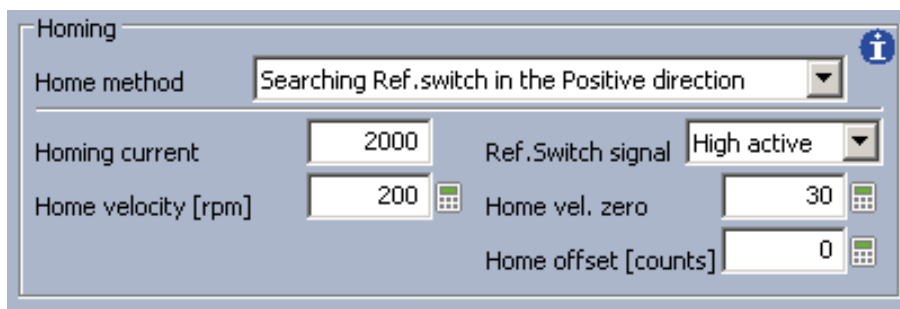 Homing
Home method Searching Ref.switch in the Positive direction
Homing current 2000 Ref.Switch signal High active
Home velocity [rpm] 200 Home vel. zero 30
Home offset [counts] 0